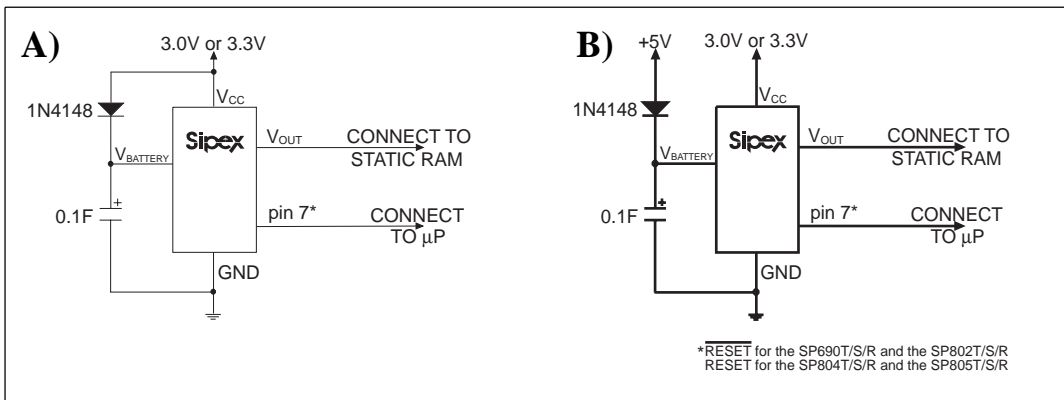 A)
3.0V or 3.3V
1N4148
VCC
Sipex
VOUT
CONNECT TO
STATIC RAM
VBATTERY
+
0.1F
pin 7*
CONNECT
TO µP
GND
B)
+5V
3.0V or 3.3V
1N4148
VCC
Sipex
VOUT
CONNECT TO
STATIC RAM
VBATTERY
+
0.1F
pin 7*
CONNECT
TO µP
GND
*RESET for the SP690T/S/R and the SP802T/S/R
RESET for the SP804T/S/R and the SP805T/S/R